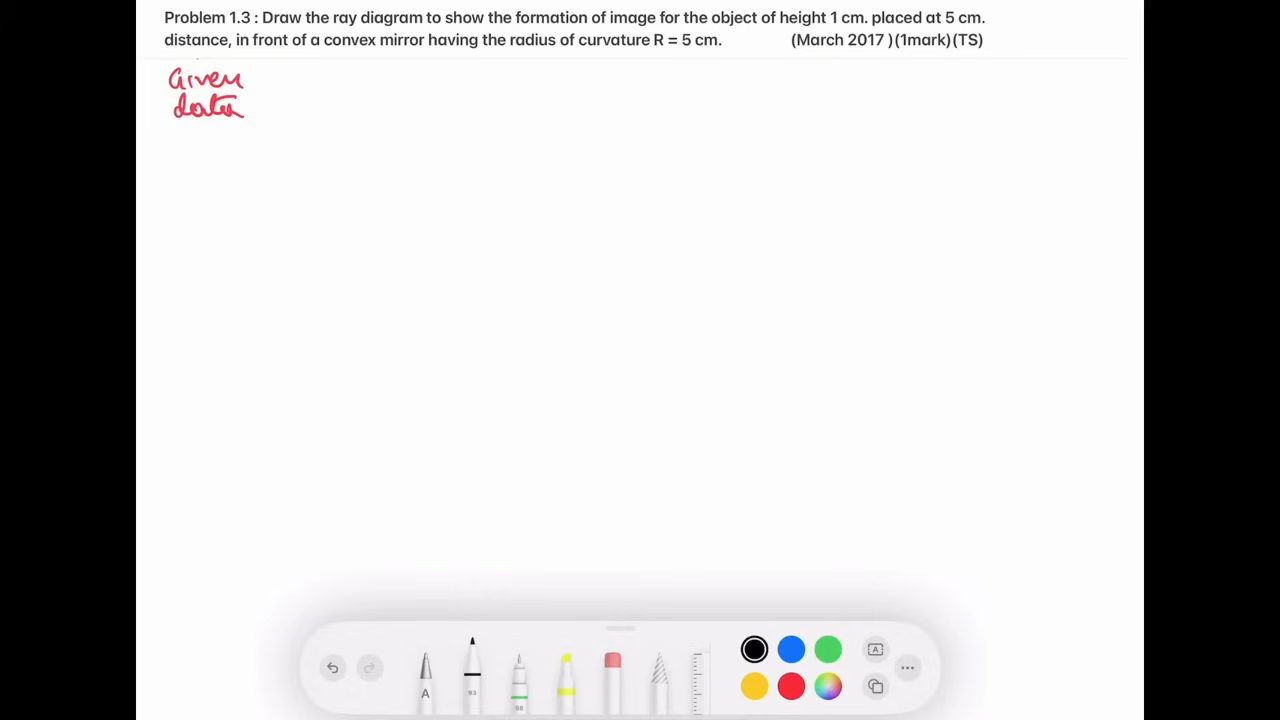 Problem 1.3 : Draw the ray diagram to show the formation of image for the object of height 1 cm. placed at 5 cm.
distance, in front of a convex mirror having the radius of curvature R = 5 cm. (March 2017 )(1mark)(TS)
Given
data
A
93
98
A